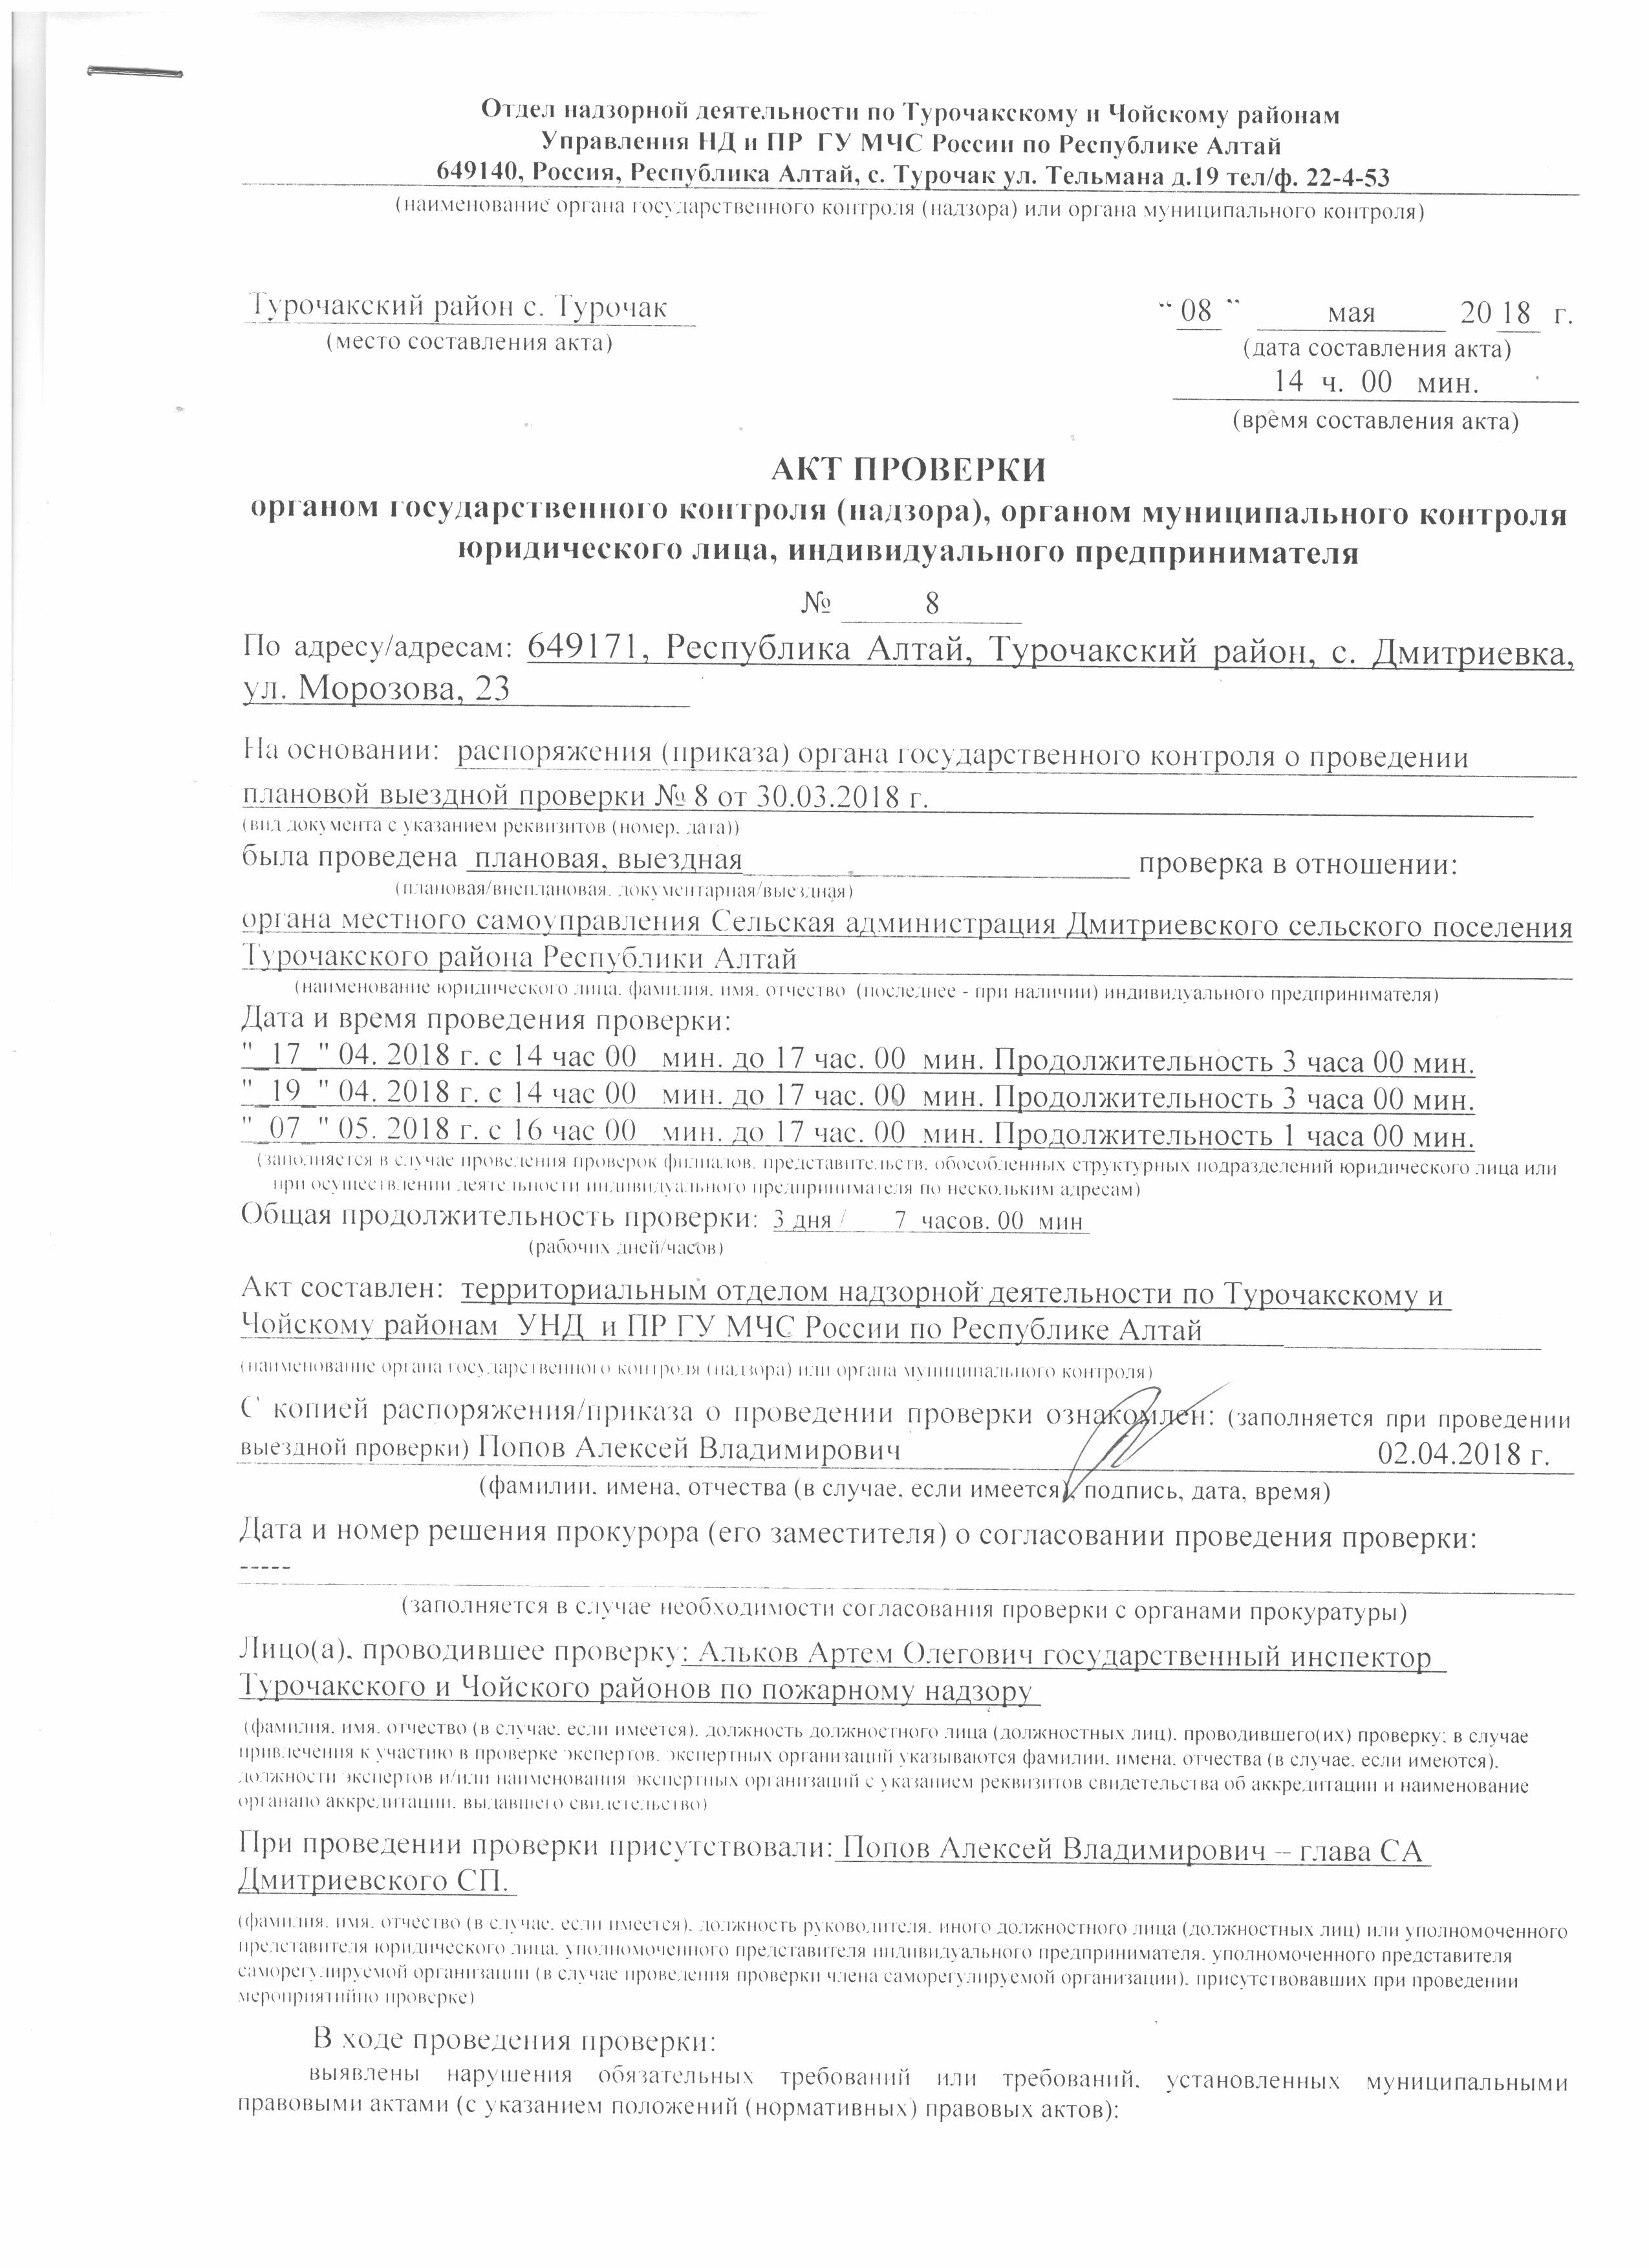 Отдел надзорной деятельности по Турочакскому и Чойскому районам
Управления НД и ПР ГУ МЧС России по Республике Алтай
649140, Россия, Республика Алтай, с. Турочак ул. Тельмана д.19 тел/ф. 22-4-53
(наименование органа государственного контроля (надзора) или органа муниципального контроля)
Турочакский район с. Турочак
“ 08 ” мая 20 18 г.
(место составления акта)
(дата составления акта)
14 ч. 00 мин.
(время составления акта)
АКТ ПРОВЕРКИ
органом государственного контроля (надзора), органом муниципального контроля
юридического лица, индивидуального предпринимателя
№ 8
По адресу/адресам: 649171, Республика Алтай, Турочакский район, с. Дмитриевка,
ул. Морозова, 23
На основании: распоряжения (приказа) органа государственного контроля о проведении
плановой выездной проверки № 8 от 30.03.2018 г.
(вид документа с указанием реквизитов (номер, дата))
была проведена плановая, выездная проверка в отношении:
(плановая/внеплановая, документарная/выездная)
органа местного самоуправления Сельская администрация Дмитриевского сельского поселения
Турочакского района Республики Алтай
(наименование юридического лица, фамилия, имя, отчество (последнее - при наличии) индивидуального предпринимателя)
Дата и время проведения проверки:
"_17_" 04. 2018 г. с 14 час 00 мин. до 17 час. 00 мин. Продолжительность 3 часа 00 мин.
"_19_" 04. 2018 г. с 14 час 00 мин. до 17 час. 00 мин. Продолжительность 3 часа 00 мин.
"_07_" 05. 2018 г. с 16 час 00 мин. до 17 час. 00 мин. Продолжительность 1 часа 00 мин.
(заполняется в случае проведения проверок филиалов, представительств, обособленных структурных подразделений юридического лица или
при осуществлении деятельности индивидуального предпринимателя по нескольким адресам)
Общая продолжительность проверки: 3 дня / 7 часов. 00 мин
(рабочих дней/часов)
Акт составлен: территориальным отделом надзорной деятельности по Турочакскому и
Чойскому районам УНД и ПР ГУ МЧС России по Республике Алтай
(наименование органа государственного контроля (надзора) или органа муниципального контроля)
С копией распоряжения/приказа о проведении проверки ознакомлен: (заполняется при проведении
выездной проверки) Попов Алексей Владимирович 02.04.2018 г.
(фамилии, имена, отчества (в случае, если имеется), подпись, дата, время)
Дата и номер решения прокурора (его заместителя) о согласовании проведения проверки:
-----
(заполняется в случае необходимости согласования проверки с органами прокуратуры)
Лицо(а), проводившее проверку: Альков Артем Олегович государственный инспектор
Турочакского и Чойского районов по пожарному надзору
(фамилия, имя, отчество (в случае, если имеется), должность должностного лица (должностных лиц), проводившего(их) проверку; в случае
привлечения к участию в проверке экспертов, экспертных организаций указываются фамилии, имена, отчества (в случае, если имеются),
должности экспертов и/или наименования экспертных организаций с указанием реквизитов свидетельства об аккредитации и наименование
органапо аккредитации, выдавшего свидетельство)
При проведении проверки присутствовали: Попов Алексей Владимирович – глава СА
Дмитриевского СП.
(фамилия, имя, отчество (в случае, если имеется), должность руководителя, иного должностного лица (должностных лиц) или уполномоченного
представителя юридического лица, уполномоченного представителя индивидуального предпринимателя, уполномоченного представителя
саморегулируемой организации (в случае проведения проверки члена саморегулируемой организации), присутствовавших при проведении
мероприятийпо проверке)
В ходе проведения проверки:
выявлены нарушения обязательных требований или требований, установленных муниципальными
правовыми актами (с указанием положений (нормативных) правовых актов):